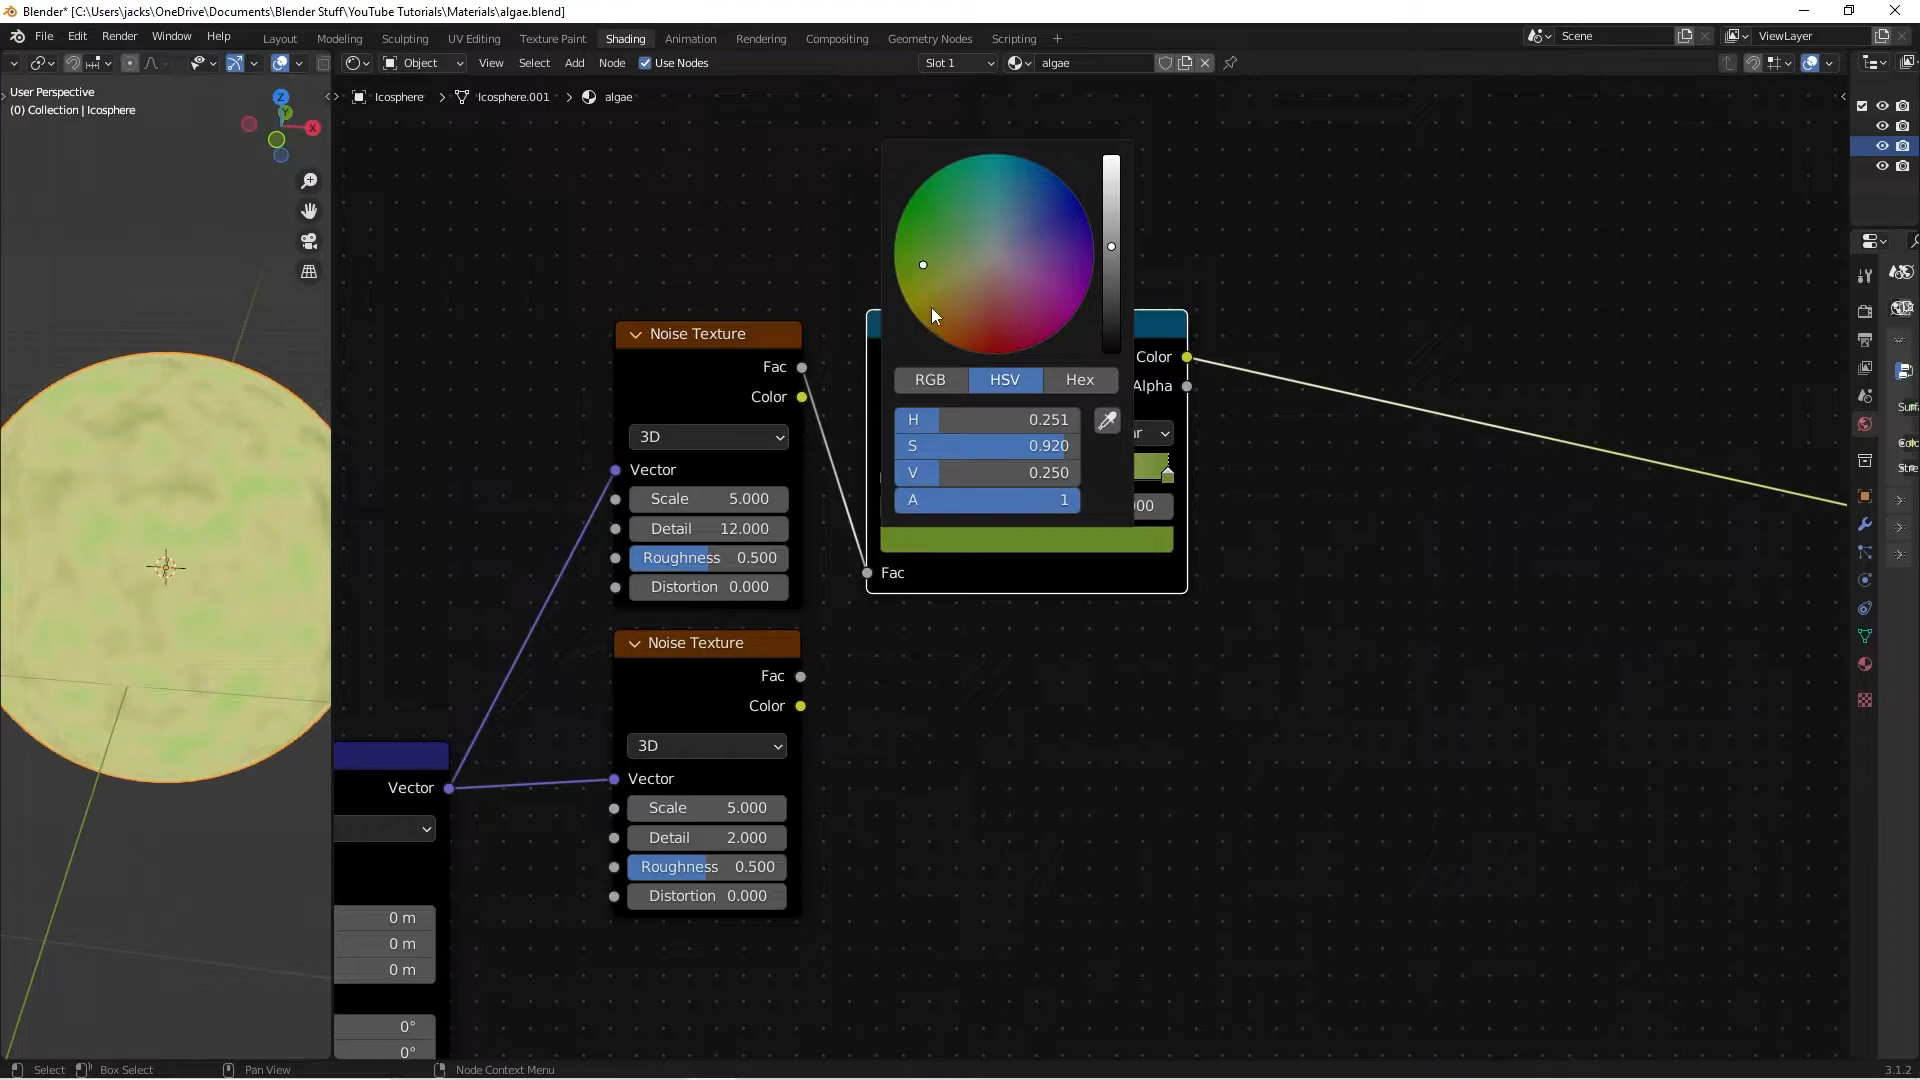 Blender* [C:\Users\jacks\OneDrive\Documents\Blender Stuff\YouTube Tutorials\Materials\algae.blend]
File Edit Render Window Help Layout Modeling Sculpting UV Editing Texture Paint Shading Animation Rendering Compositing Geometry Nodes Scripting + Scene ViewLayer
Object View Select Add Node Use Nodes Slot 1 algae
User Perspective
(0) Collection | Icosphere
Icosphere > Icosphere.001 > algae
Z
Y
X
Noise Texture
Fac
Color
3D
Vector
Scale 5.000
Detail 12.000
Roughness 0.500
Distortion 0.000
RGB HSV Hex
H 0.251
S 0.920
V 0.250
A 1
Color
Alpha
Fac
Noise Texture
Fac
Color
3D
Vector
Scale 5.000
Detail 2.000
Roughness 0.500
Distortion 0.000
Vector
0 m
0 m
0 m
0°
0°
Select Box Select Pan View Node Context Menu 3.1.2